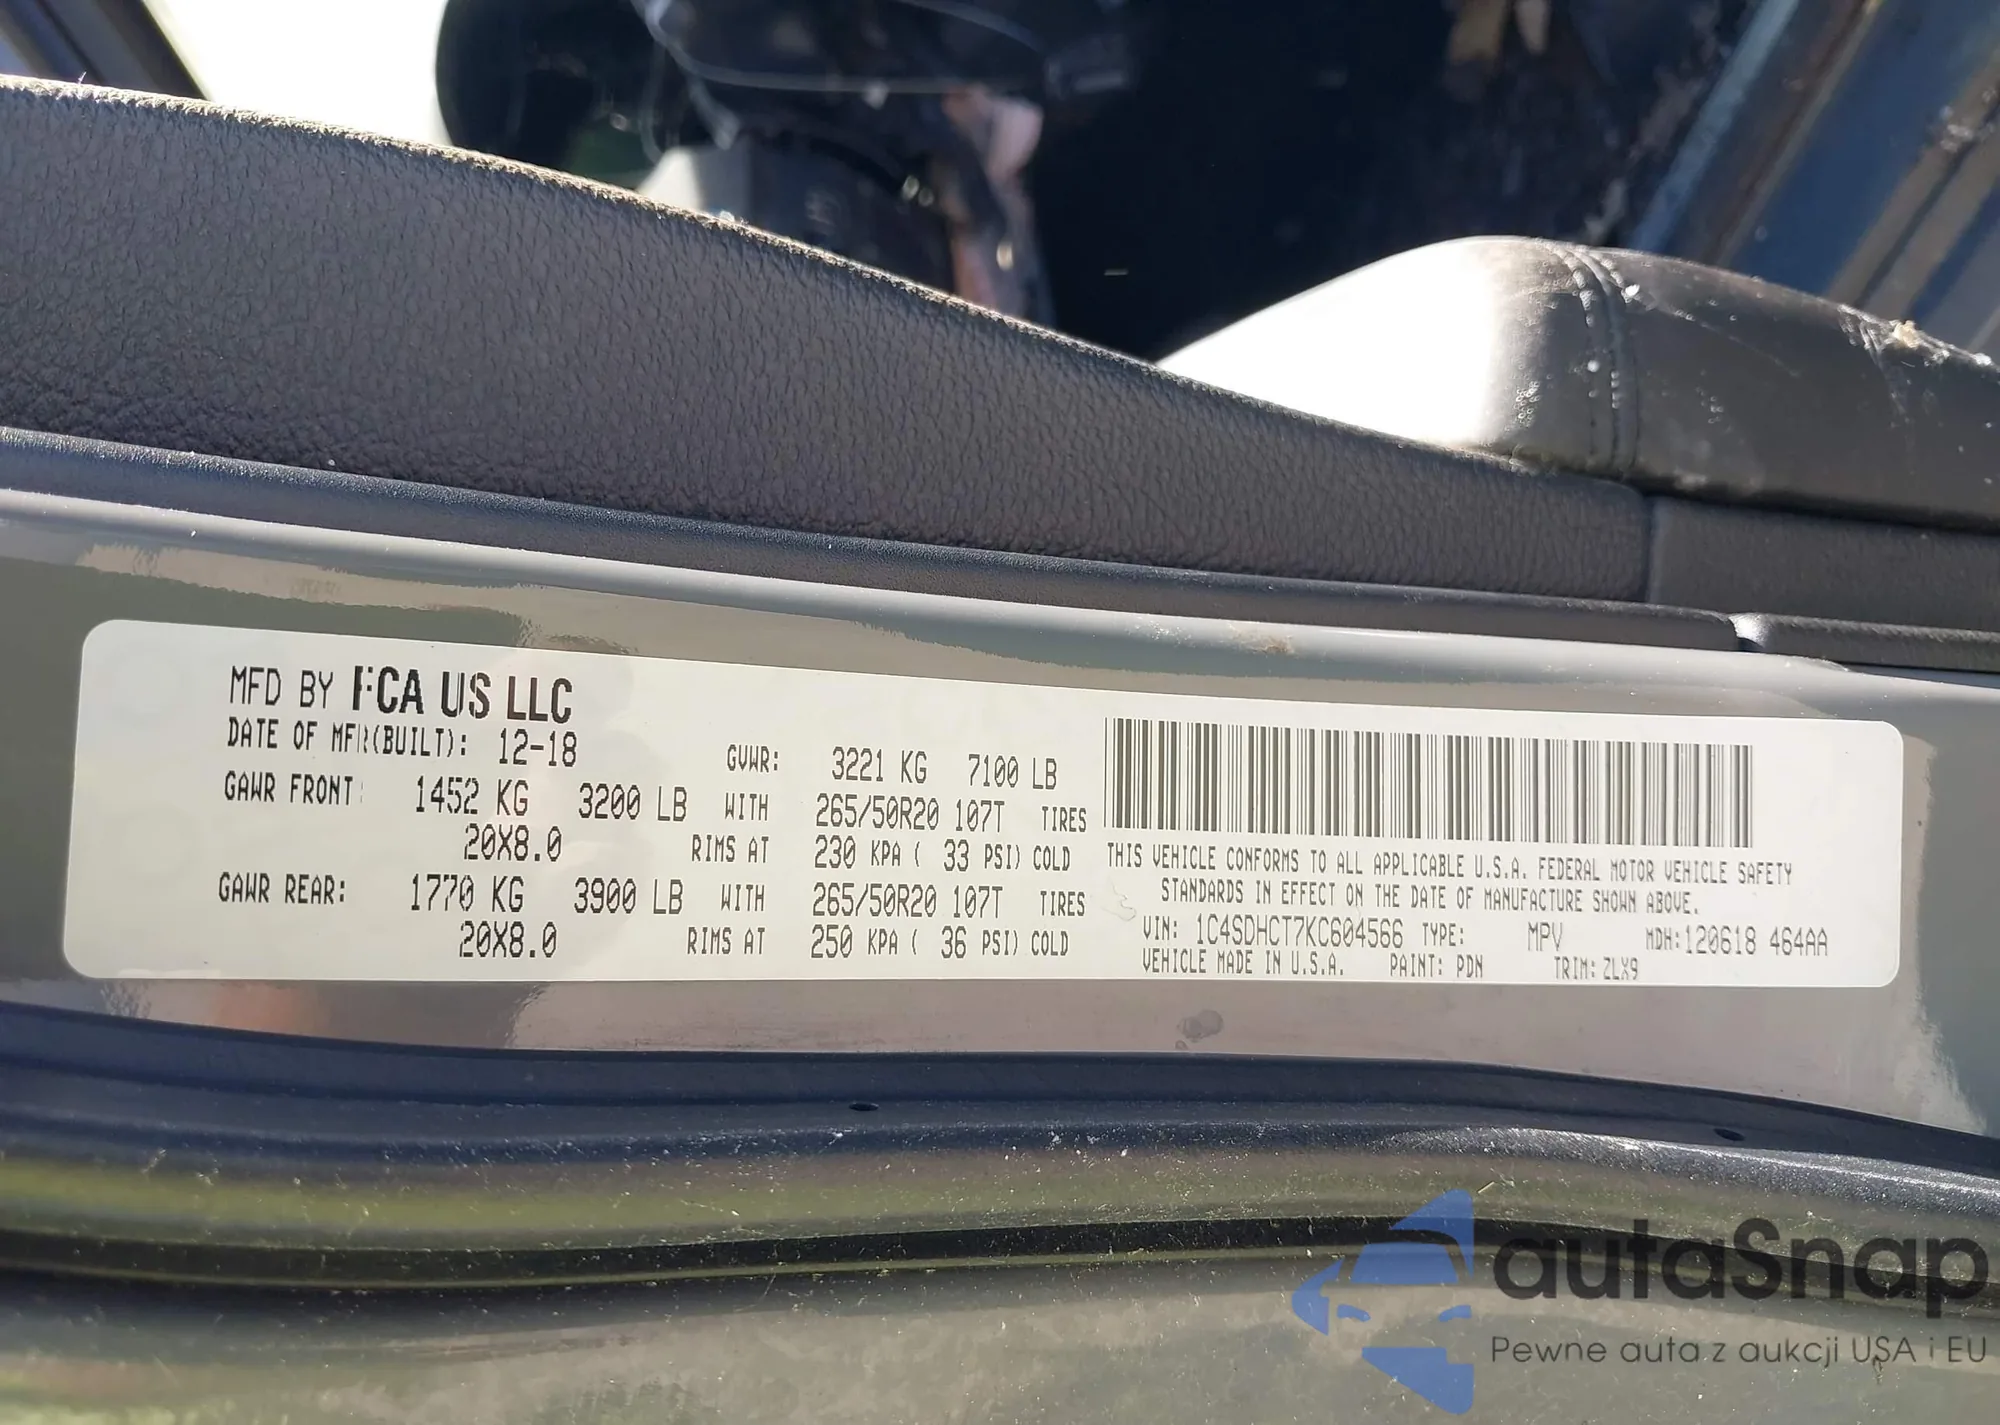 MFD BY FCA US LLC
DATE OF MFR(BUILT): 12-18 GVWR: 3221 KG 7100 LB
GAWR FRONT: 1452 KG 3200 LB WITH 265/50R20 107T TIRES
20X8.0 RIMS AT 230 KPA ( 33 PSI) COLD
GAWR REAR: 1770 KG 3900 LB WITH 265/50R20 107T TIRES
20X8.0 RIMS AT 250 KPA ( 36 PSI) COLD
THIS VEHICLE CONFORMS TO ALL APPLICABLE U.S.A. FEDERAL MOTOR VEHICLE SAFETY
STANDARDS IN EFFECT ON THE DATE OF MANUFACTURE SHOWN ABOVE.
VIN: 1C4SDHCT7KC604566 TYPE: MPV MDH:120618 464AA
VEHICLE MADE IN U.S.A. PAINT: PDN TRIM: ZLX9
autaSnap
Pewne auta z aukcji USA i EU